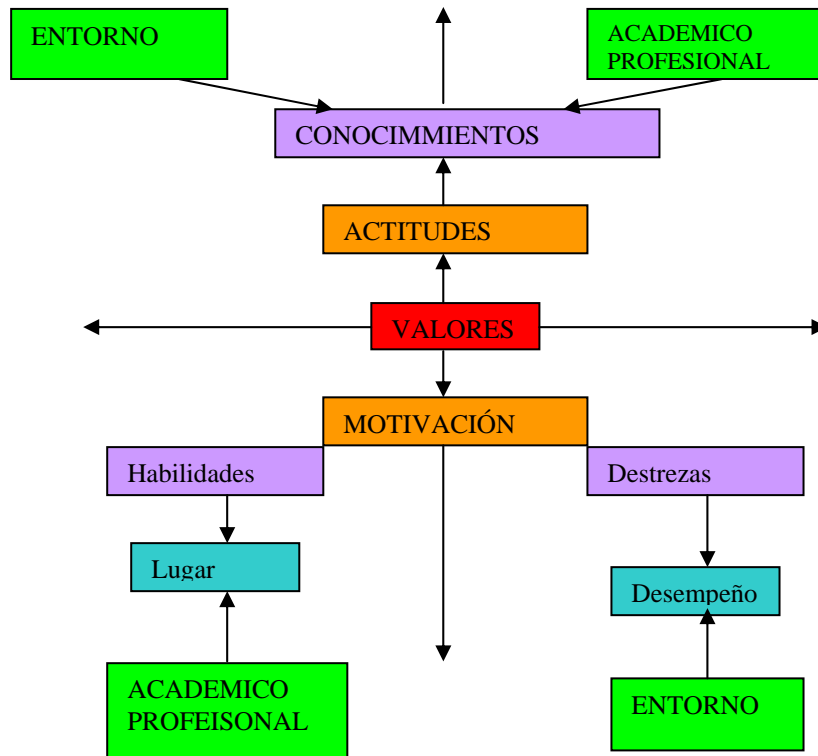 ENTORNO
ACADEMICO
PROFESIONAL
CONOCIMMIENTOS
ACTITUDES
VALORES
MOTIVACIÓN
Habilidades
Destrezas
Lugar
Desempeño
ACADEMICO
PROFEISONAL
ENTORNO